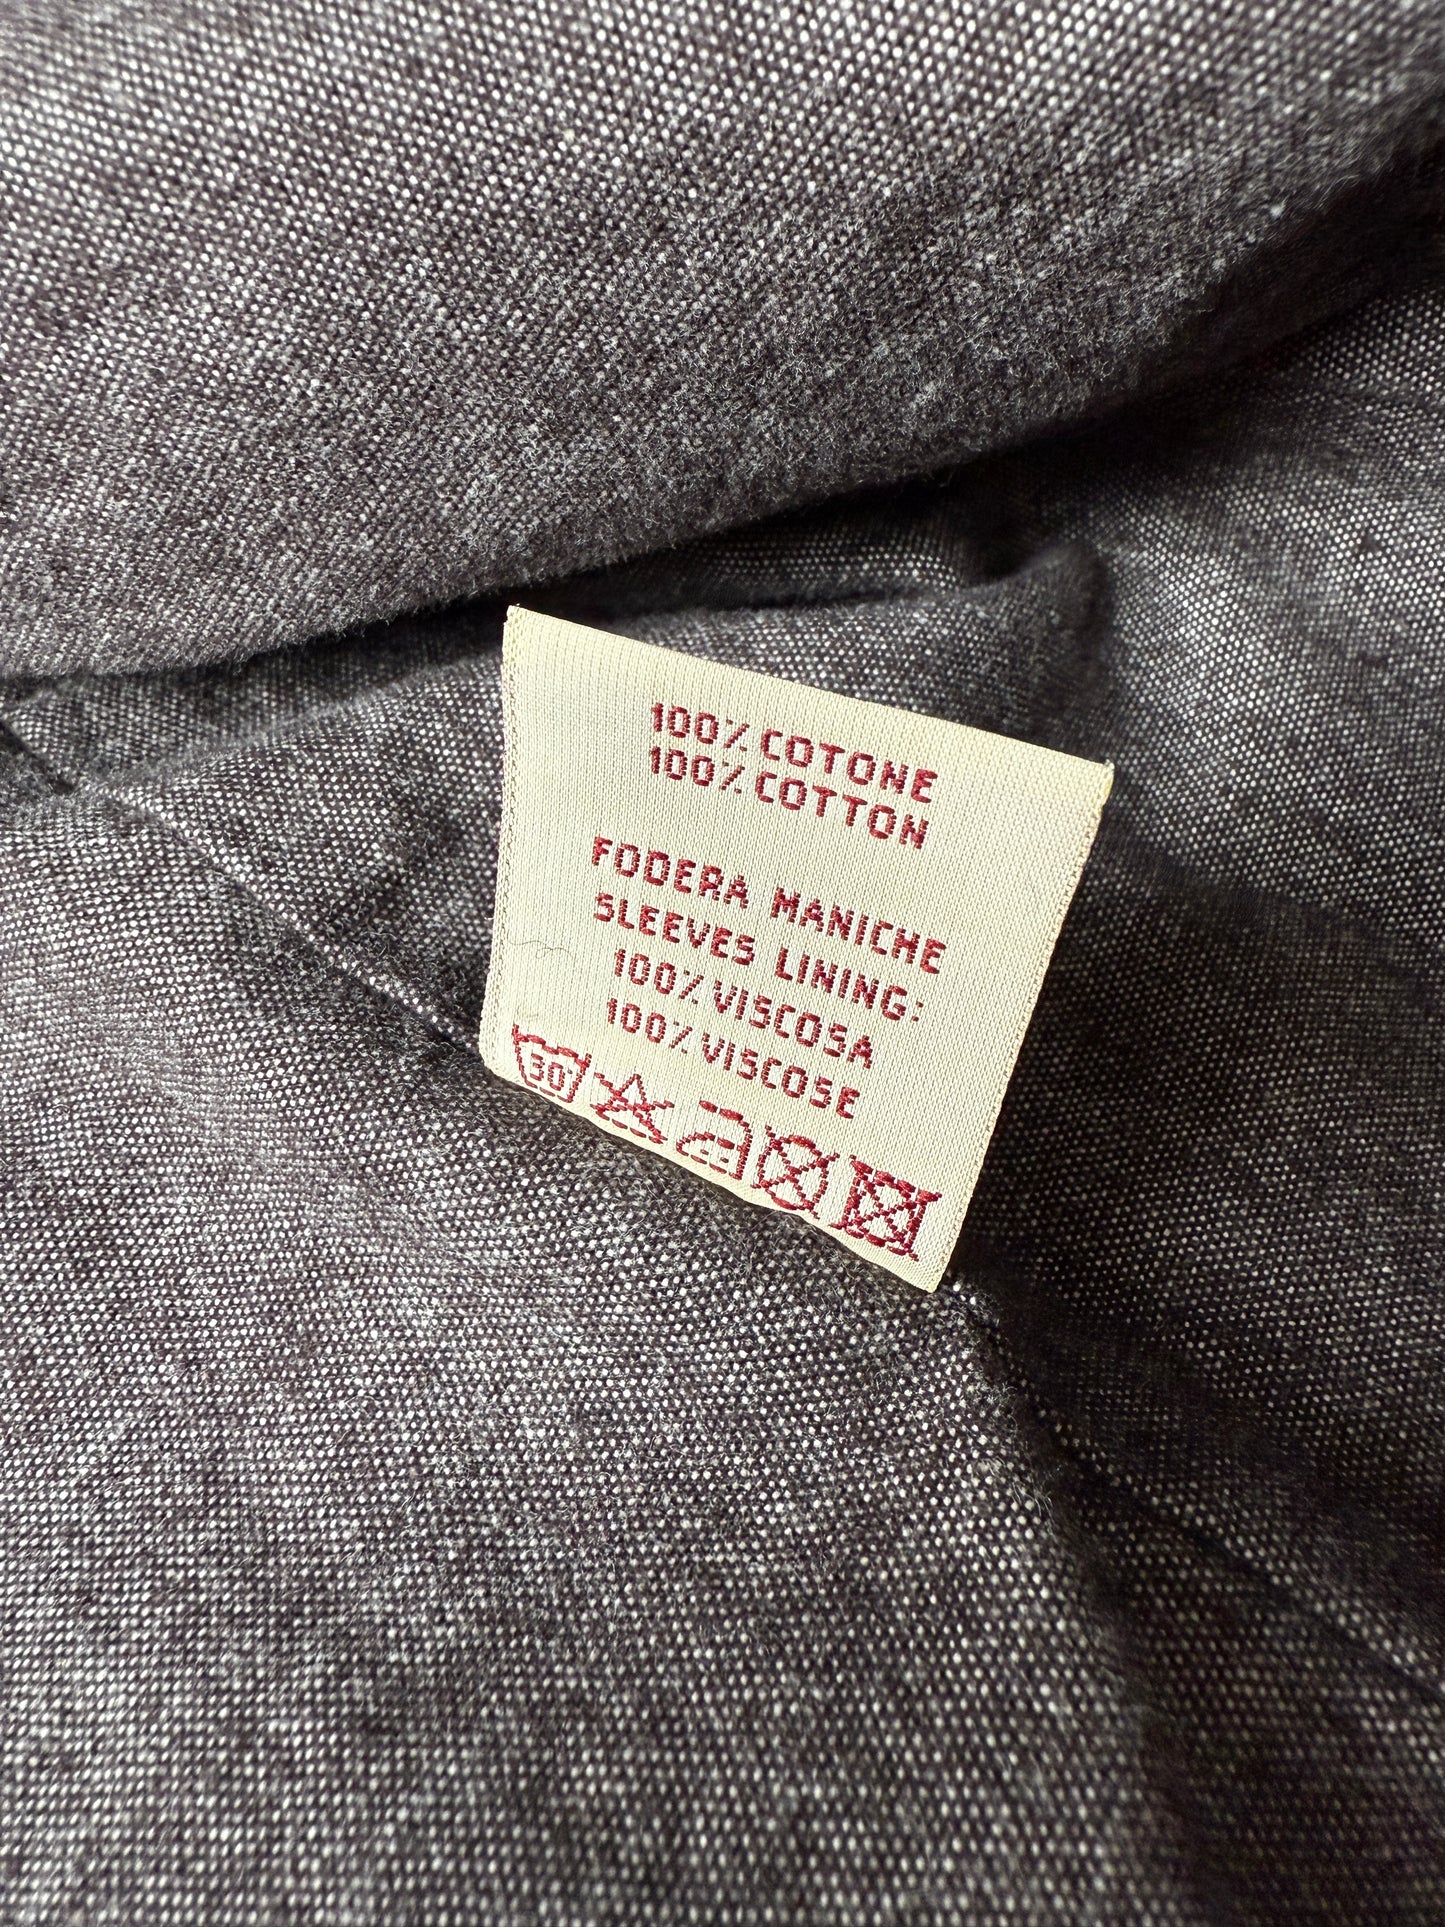 100% COTONE
100% COTTON
FODERA MANICHE
SLEEVES LINING:
100% VISCOSA
100% VISCOSE
30°